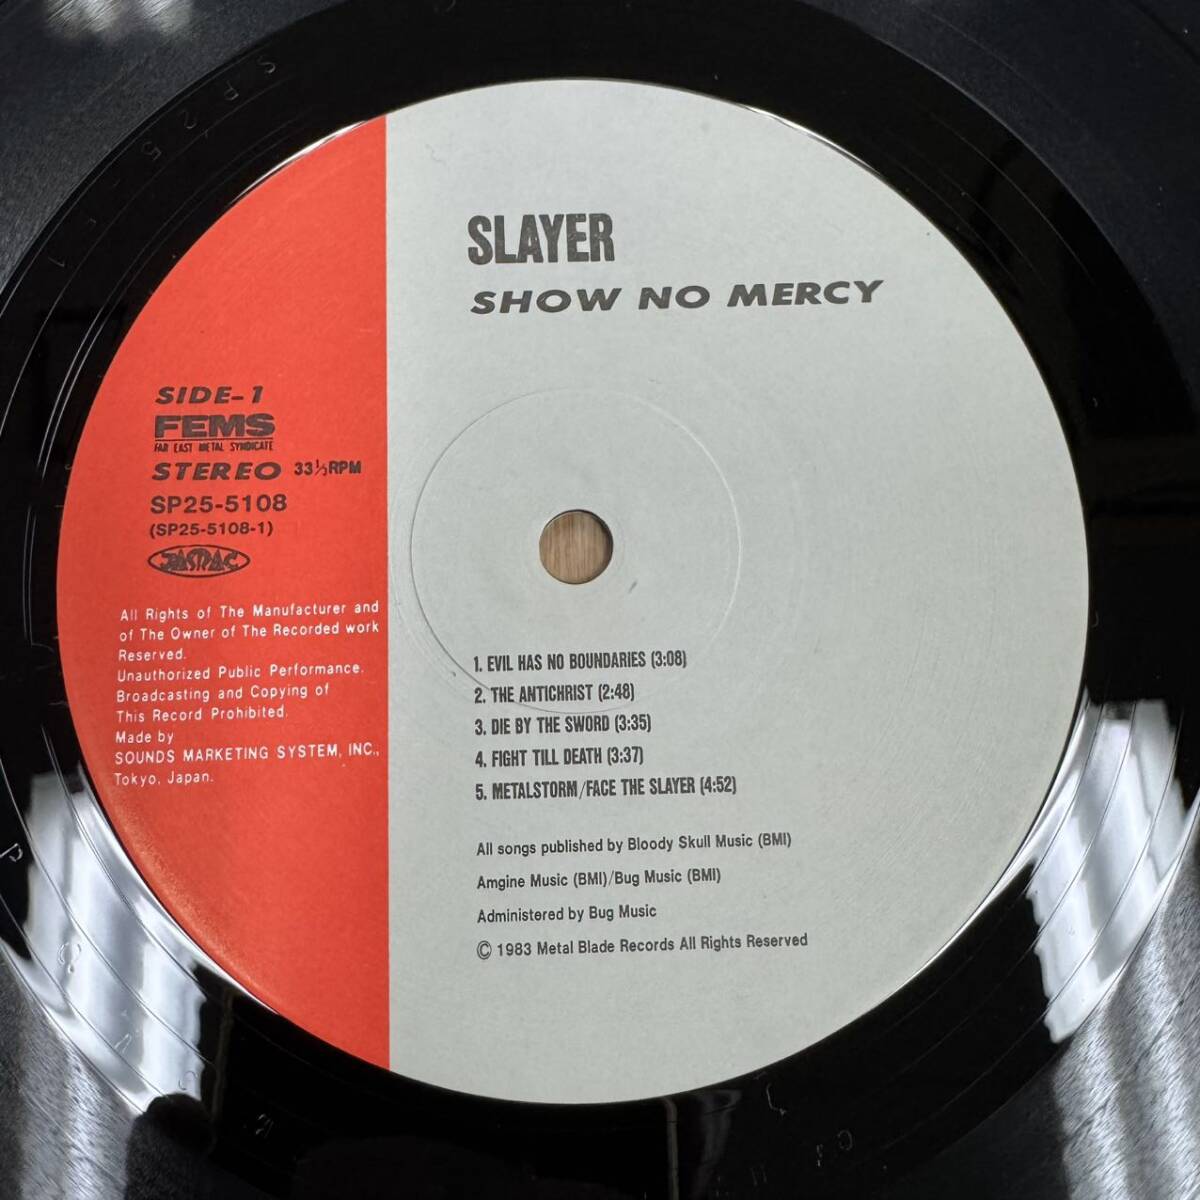 SLAYER
SHOW NO MERCY
SIDE-1
FEMS
FAR EAST METAL SYNDICATE
STEREO 33⅓RPM
SP25-5108
(SP25-5108-1)
JASRAC
All Rights of The Manufacturer and
of The Owner of The Recorded work
Reserved.
Unauthorized Public Performance.
Broadcasting and Copying of
This Record Prohibited.
Made by
SOUNDS MARKETING SYSTEM, INC.,
Tokyo, Japan.
1. EVIL HAS NO BOUNDARIES (3:08)
2. THE ANTICHRIST (2:48)
3. DIE BY THE SWORD (3:35)
4. FIGHT TILL DEATH (3:37)
5. METALSTORM/FACE THE SLAYER (4:52)
All songs published by Bloody Skull Music (BMI)
Amgine Music (BMI)/Bug Music (BMI)
Administered by Bug Music
© 1983 Metal Blade Records All Rights Reserved